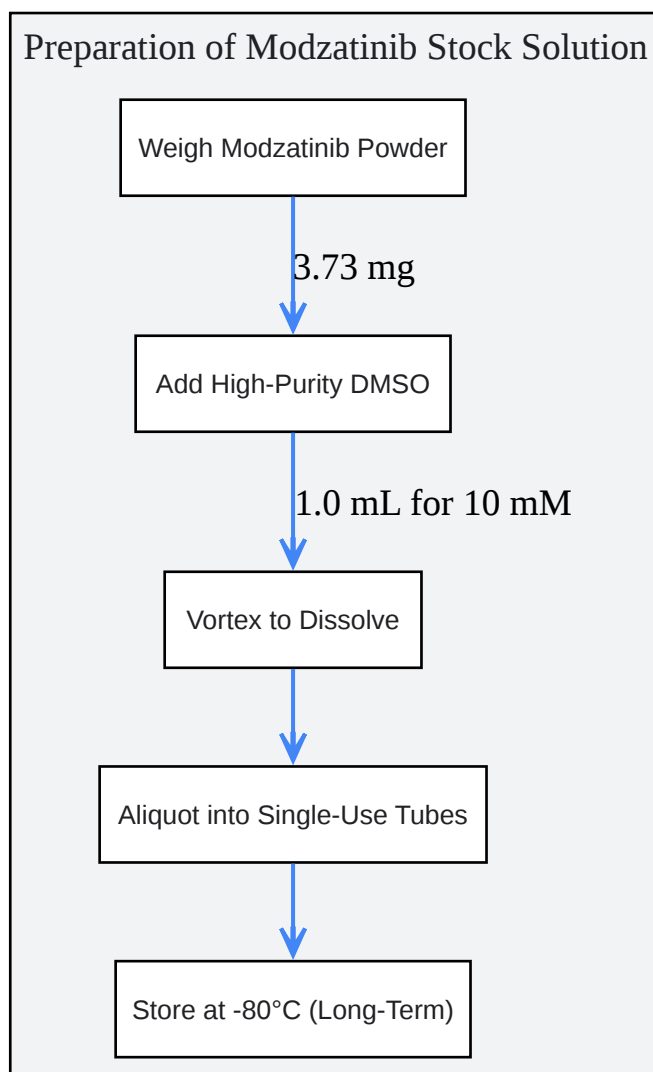 Preparation of Modzatinib Stock Solution
Weigh Modzatinib Powder
3.73 mg
Add High-Purity DMSO
1.0 mL for 10 mM
Vortex to Dissolve
Aliquot into Single-Use Tubes
Store at -80°C (Long-Term)